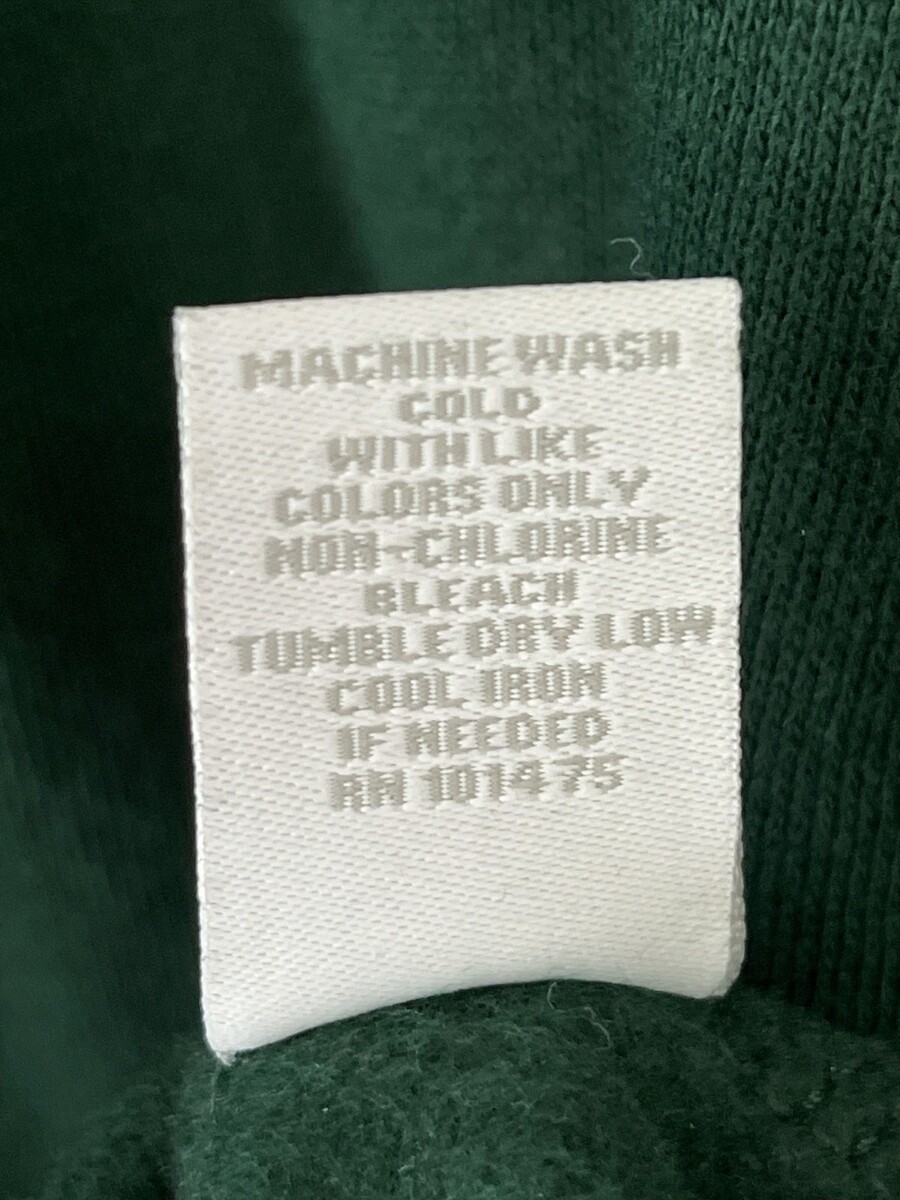 MACHINE WASH
COLD
WITH LIKE
COLORS ONLY
NON-CHLORINE
BLEACH
TUMBLE DRY LOW
COOL IRON
IF NEEDED
RN 101475